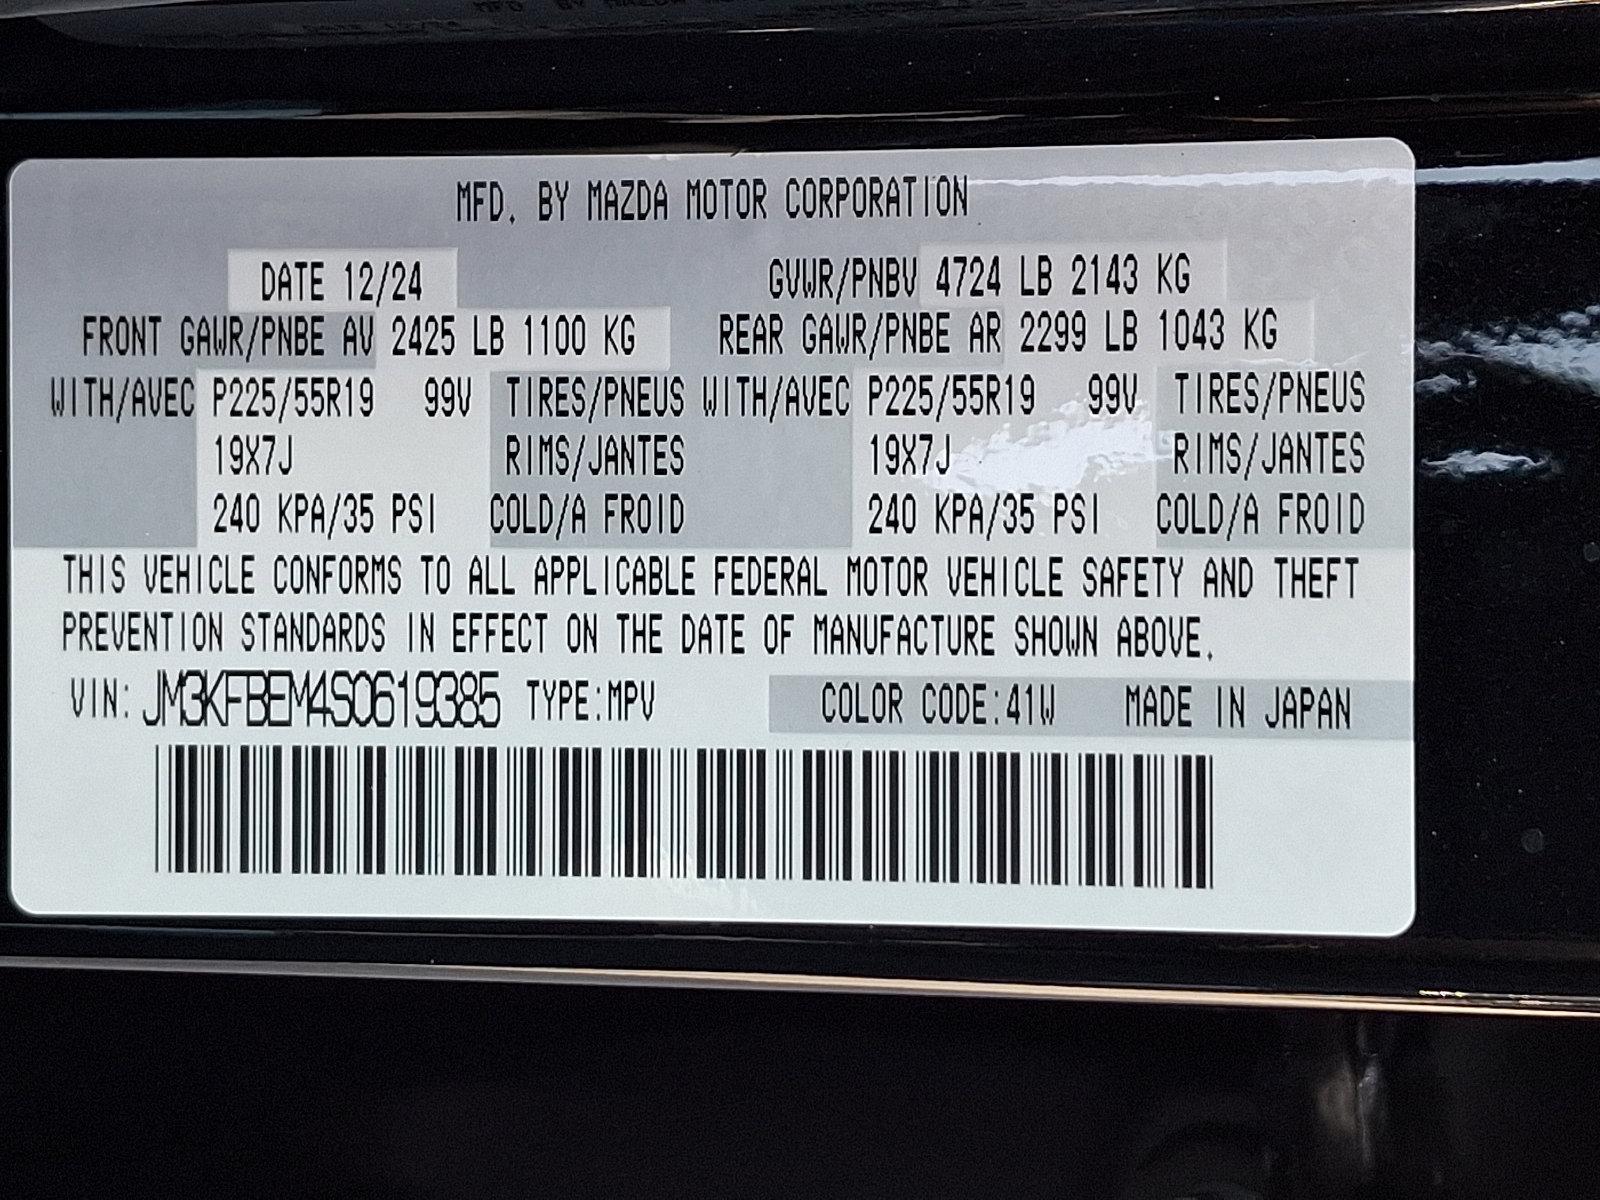 MFD. BY MAZDA MOTOR CORPORATION
DATE 12/24 GVWR/PNBV 4724 LB 2143 KG
FRONT GAWR/PNBE AV 2425 LB 1100 KG REAR GAWR/PNBE AR 2299 LB 1043 KG
WITH/AVEC P225/55R19 99V TIRES/PNEUS WITH/AVEC P225/55R19 99V TIRES/PNEUS
19X7J RIMS/JANTES 19X7J RIMS/JANTES
240 KPA/35 PSI COLD/A FROID 240 KPA/35 PSI COLD/A FROID
THIS VEHICLE CONFORMS TO ALL APPLICABLE FEDERAL MOTOR VEHICLE SAFETY AND THEFT
PREVENTION STANDARDS IN EFFECT ON THE DATE OF MANUFACTURE SHOWN ABOVE.
VIN: JM3KFBEM4S0619385 TYPE:MPV COLOR CODE:41W MADE IN JAPAN